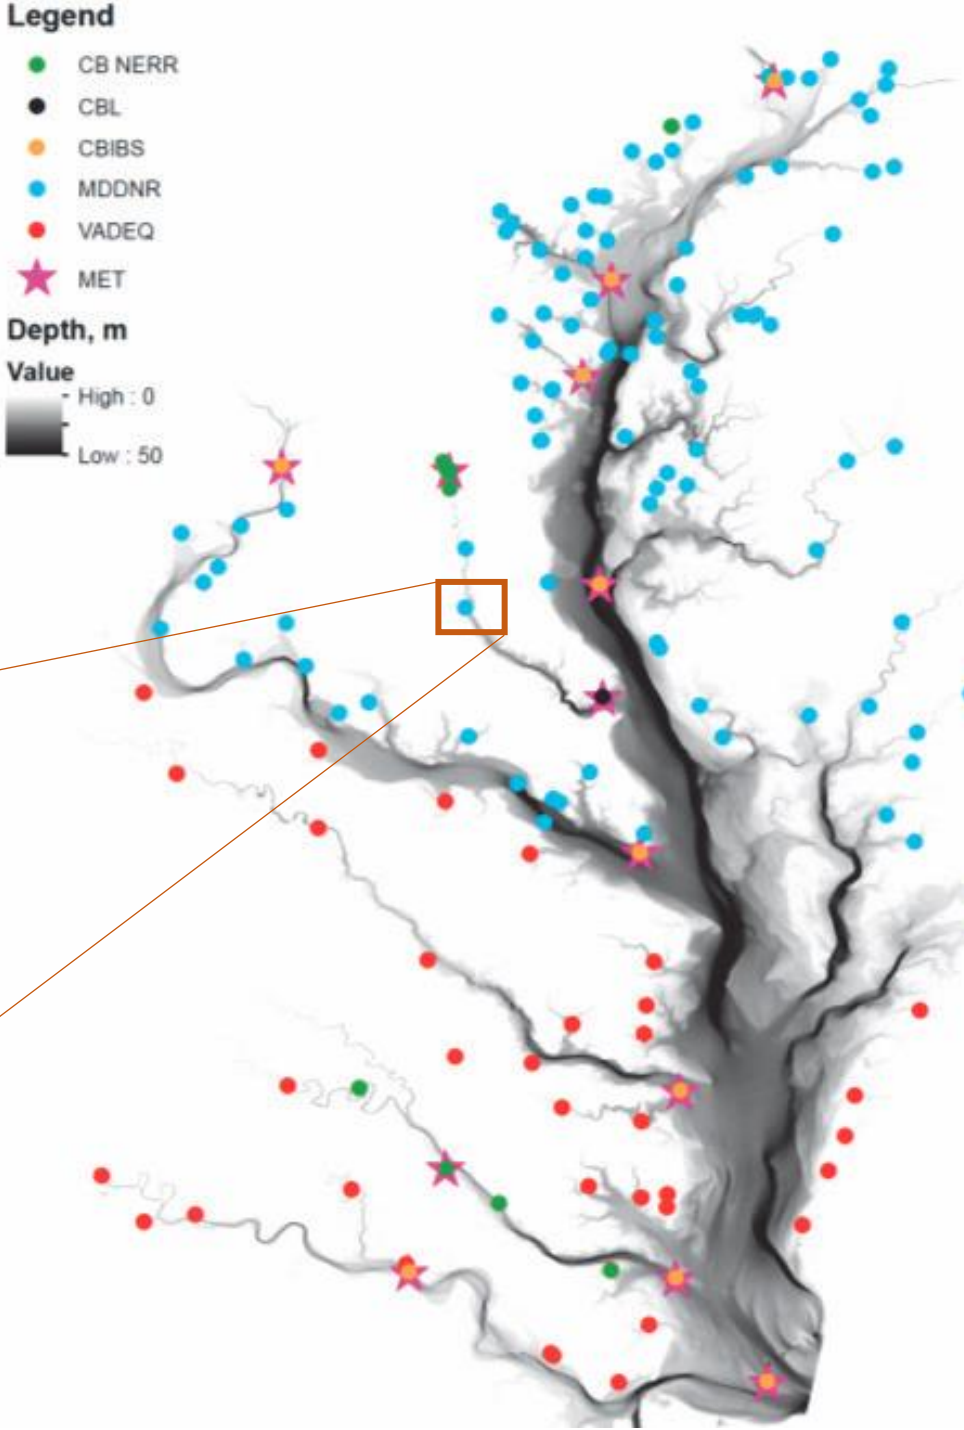 Legend
CB NERR
CBL
CBIBS
MDDNR
VADEQ
MET
Depth, m
Value
High : 0
Low : 50